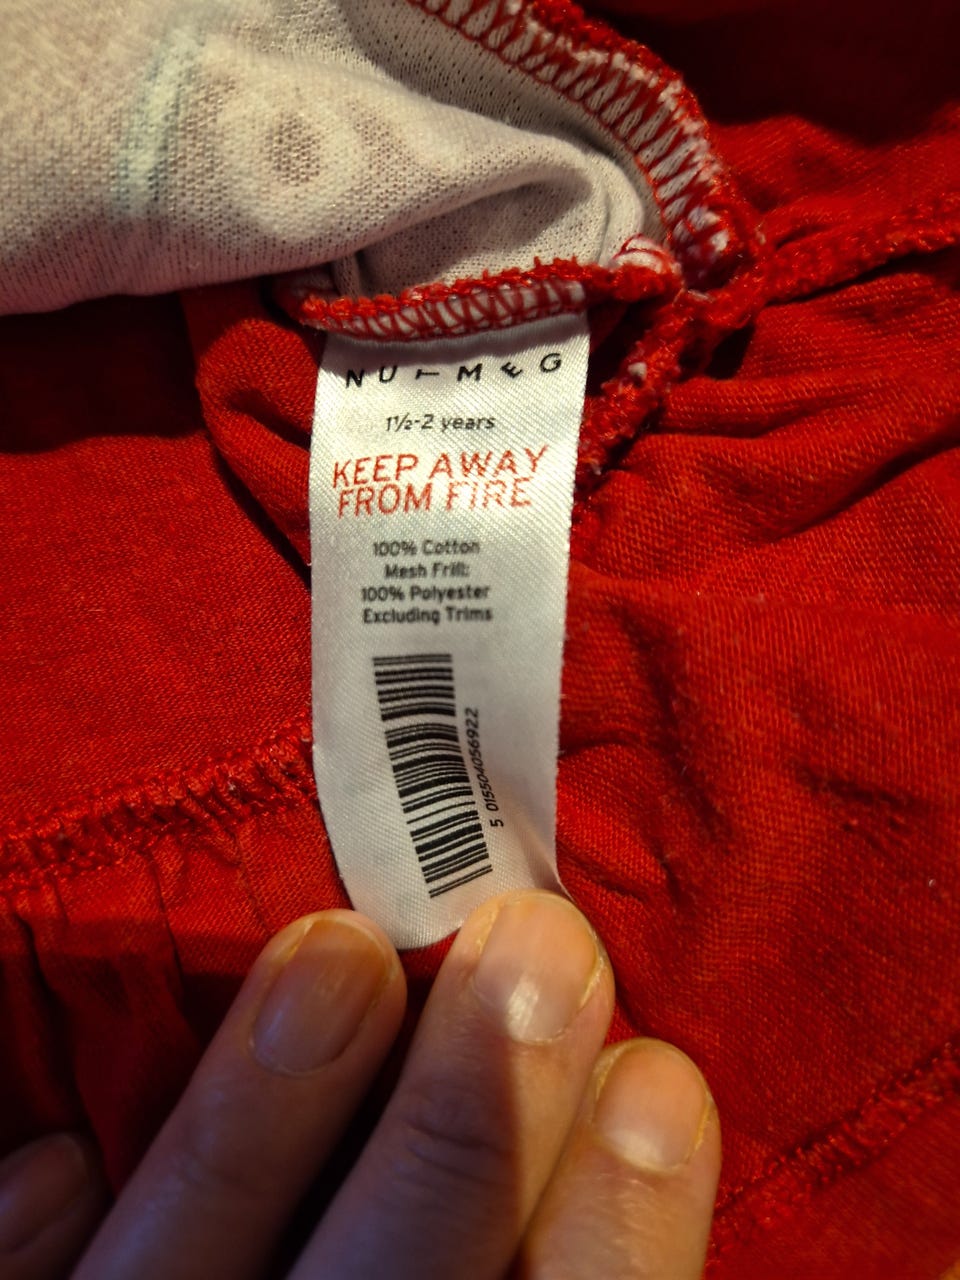 NUTMEG
1½-2 years
KEEP AWAY
FROM FIRE
100% Cotton
Mesh Frill:
100% Polyester
Excluding Trims
5 015504056922